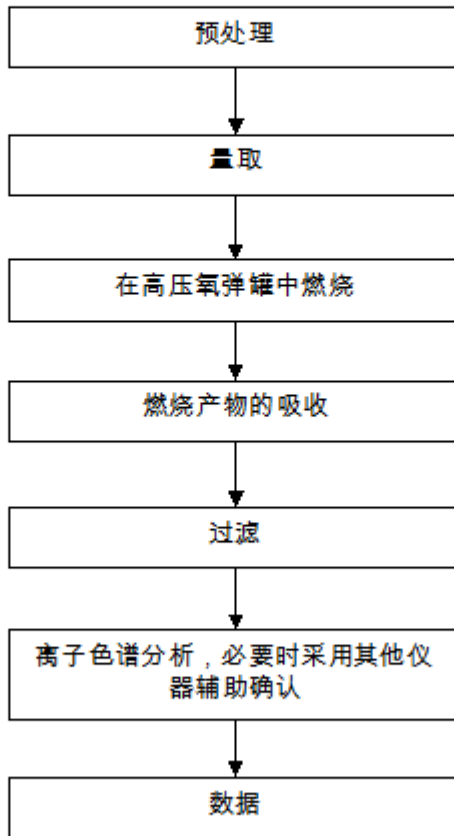 预处理
量取
在高压氧弹罐中燃烧
燃烧产物的吸收
过滤
离子色谱分析，必要时采用其他仪
器辅助确认
数据